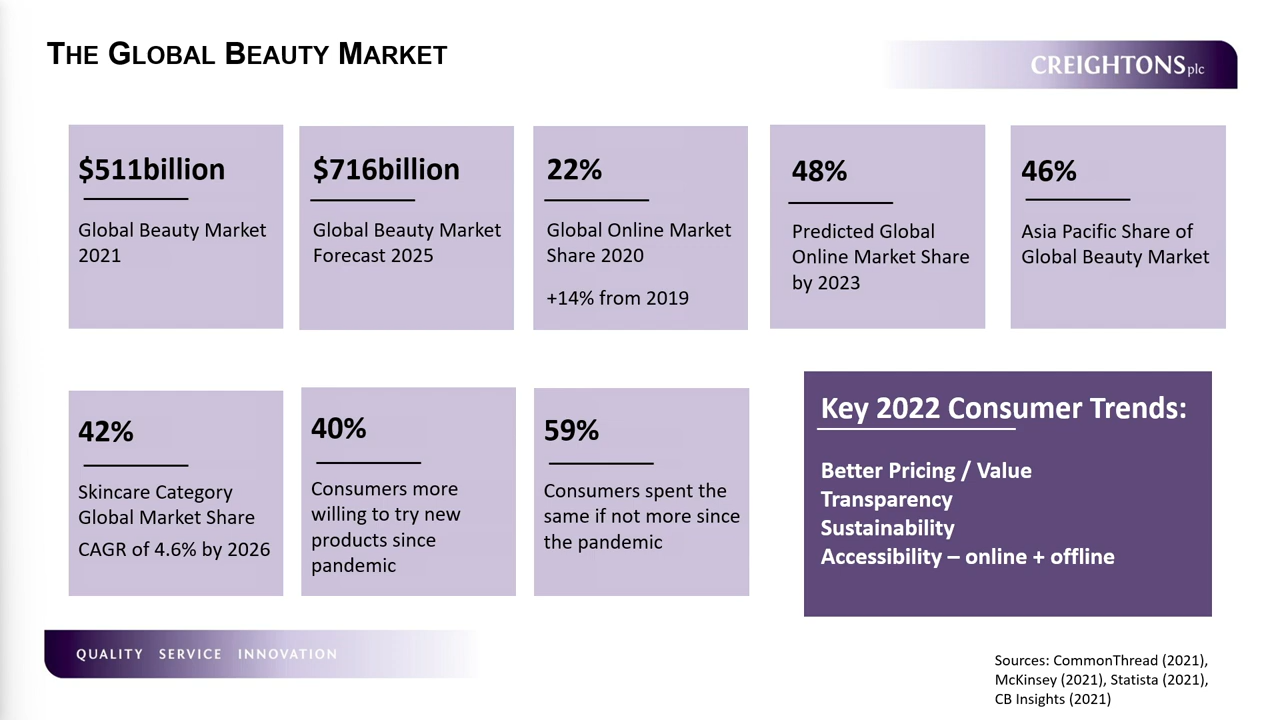 THE GLOBAL BEAUTY MARKET
CREIGHTONS plc
$511billion
Global Beauty Market
2021
$716billion
Global Beauty Market
Forecast 2025
22%
Global Online Market
Share 2020
+14% from 2019
48%
Predicted Global
Online Market Share
by 2023
46%
Asia Pacific Share of
Global Beauty Market
42%
Skincare Category
Global Market Share
CAGR of 4.6% by 2026
40%
Consumers more
willing to try new
products since
pandemic
59%
Consumers spent the
same if not more since
the pandemic
Key 2022 Consumer Trends:
Better Pricing / Value
Transparency
Sustainability
Accessibility – online + offline
QUALITY SERVICE INNOVATION
Sources: CommonThread (2021),
McKinsey (2021), Statista (2021),
CB Insights (2021)